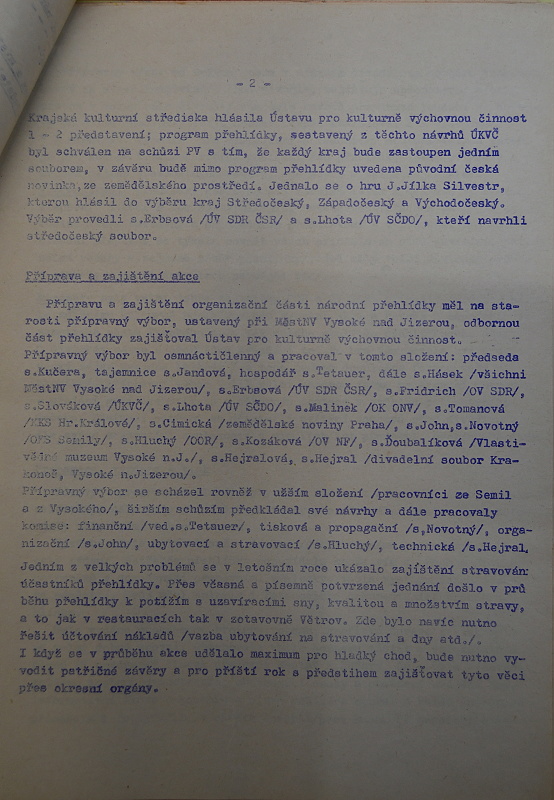 - 2 -
Krajská kulturní střediska hlásila Ústavu pro kulturně výchovnou činnost
1 - 2 představení; program přehlídky, sestavený z těchto návrhů ÚKVČ
byl schválen na schůzi PV s tím, že každý kraj bude zastoupen jedním
souborem, v závěru budě mimo program přehlídky uvedena původní česká
novinka, ze zemědělského prostředí. Jednalo se o hru J.Jílka Silvestr,
kterou hlásil do výběru kraj Středočeský, Západočeský a Východočeský.
Výběr provedli s.Erbsová /ÚV SDR ČSR/ a s.Lhota /ÚV SČDO/, kteří navrhli
středočeský soubor.
Příprava a zajištění akce
Přípravu a zajištění organizační části národní přehlídky měl na sta-
rosti přípravný výbor, ustavený při MěstNV Vysoké nad Jizerou, odbornou
část přehlídky zajišťoval Ústav pro kulturně výchovnou činnost.
Přípravný výbor byl osmnáctičlenný a pracoval v tomto složení: předseda
s.Kučera, tajemnice s.Jandová, hospodář s.Tetauer, dále s.Hásek /všichni
MěstNV Vysoké nad Jizerou/, s.Erbsová /ÚV SDR ČSR/, s.Fridrich /OV SDR/,
s.Slováková /ÚKVČ/, s.Lhota /ÚV SČDO/, s.Malinek /OK ONV/, s.Tomanová
/KKS Hr.Králová/, s.Cimická /zemědělské noviny Praha/, s.John, s.Novotný
/OKS Semily/, s.Hluchý /OOR/, s.Kozáková /OV NF/, s.Ďoubalíková /Vlasti-
vědné muzeum Vysoké n.J./, s.Hejralová, s.Hejral /divadelní soubor Kra-
konoš, Vysoké n.Jizerou/.
Přípravný výbor se scházel rovněž v užším složení /pracovníci ze Semil
a z Vysokého/, širším schůzím předkládal své návrhy a dále pracovaly
komise: finanční /ved.s.Tetauer/, tisková a propagační /s.Novotný/, orga-
nizační /s.John/, ubytovací a stravovací /s.Hluchý/, technická /s.Hejral.
Jedním z velkých problémů se v letošním roce ukázalo zajištění stravován:
účastníků přehlídky. Přes včasná a písemně potvrzená jednání došlo v prů
běhu přehlídky k potížím s uzavíracími sny, kvalitou a množstvím stravy,
a to jak v restauracích tak v zotavovně Větrov. Zde bylo navíc nutno
řešit účtování nákladů /vazba ubytování na stravování a dny atd./.
I když se v průběhu akce udělalo maximum pro hladký chod, bude nutno vy-
vodit patřičné závěry a pro příští rok s předstihem zajišťovat tyto věci
přes okresní orgány.